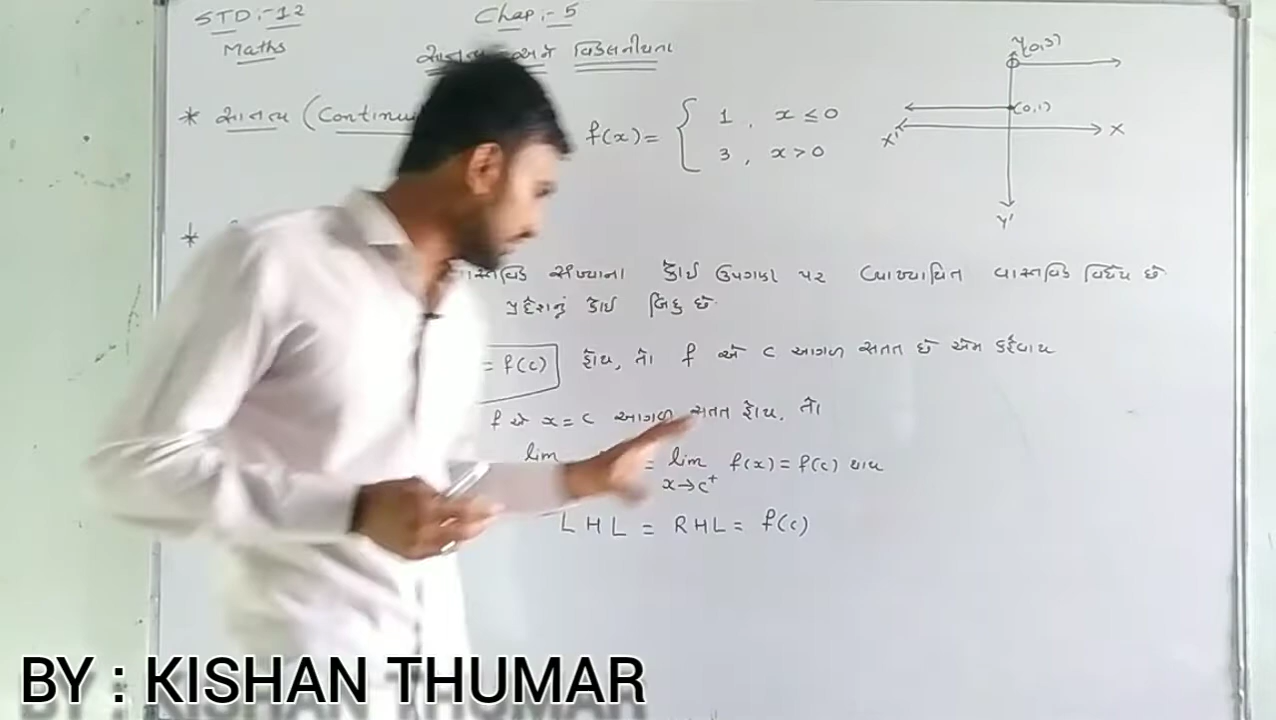 STD:-12
Chap:- 5
Maths
અને વિકલનીયતા
* સાતત્ય (Continu
f(x)= { 1 , x ≤ 0
3 , x > 0
Y(0,3)
(0,1)
X'
X
Y'
*
સંખ્યાના કોઈ ઉપગણ પર વ્યાખ્યાયિત વાસ્તવિક વિધેય છે
પ્રદેશનું કોઈ બિંદુ છે.
= f(c) હોય, તો f એ c આગળ સતત છે એમ કહેવાય
f એ x = c આગળ સતત હોય, તો
lim = lim f(x) = f(c) થાય
x→c⁺
LHL = RHL = f(c)
BY : KISHAN THUMAR